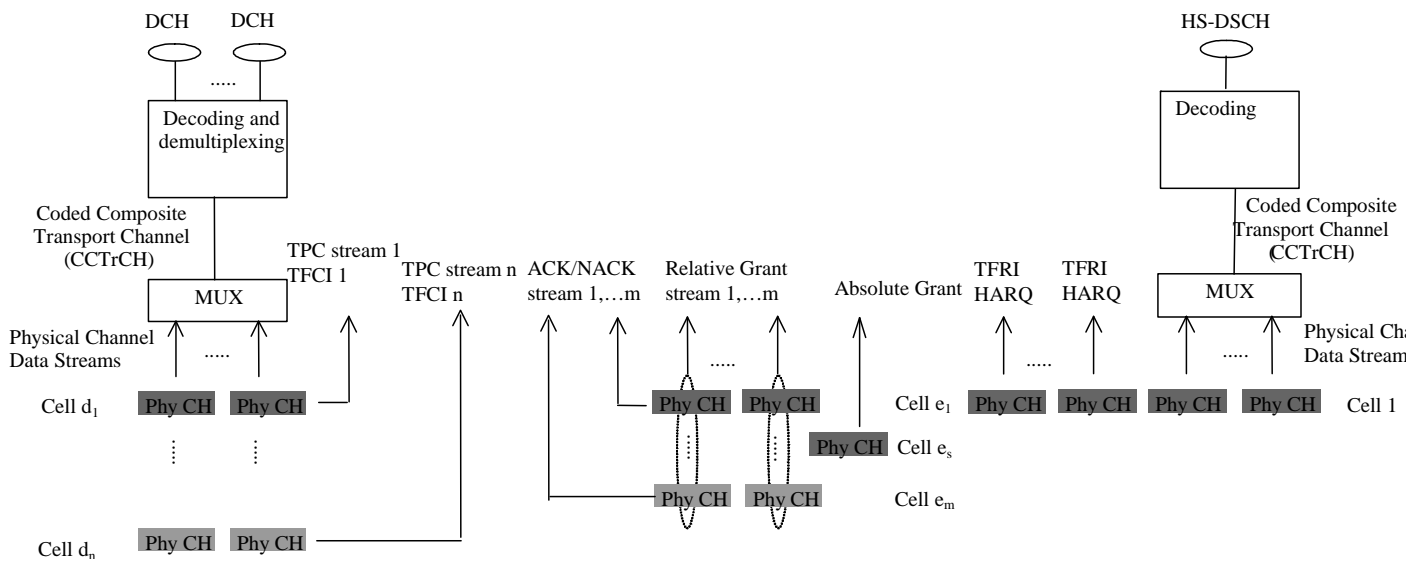 DCH DCH HS-DSCH
.....
Decoding and
demultiplexing
Decoding
Coded Composite
Transport Channel
(CCTrCH)
Coded Composite
Transport Channel
(CCTrCH)
TPC stream 1
TFCI 1
TPC stream n
TFCI n
ACK/NACK
stream 1,…m
Relative Grant
stream 1,…m
Absolute Grant
TFRI
HARQ
TFRI
HARQ
MUX
MUX
Physical Channel
Data Streams
.....
.....
.....
.....
Physical Cha
Data Stream
Cell d1 Phy CH Phy CH
Phy CH Phy CH Cell e1
Phy CH Phy CH Phy CH Phy CH Cell 1
Phy CH Cell es
Phy CH Phy CH Cell em
Cell dn Phy CH Phy CH